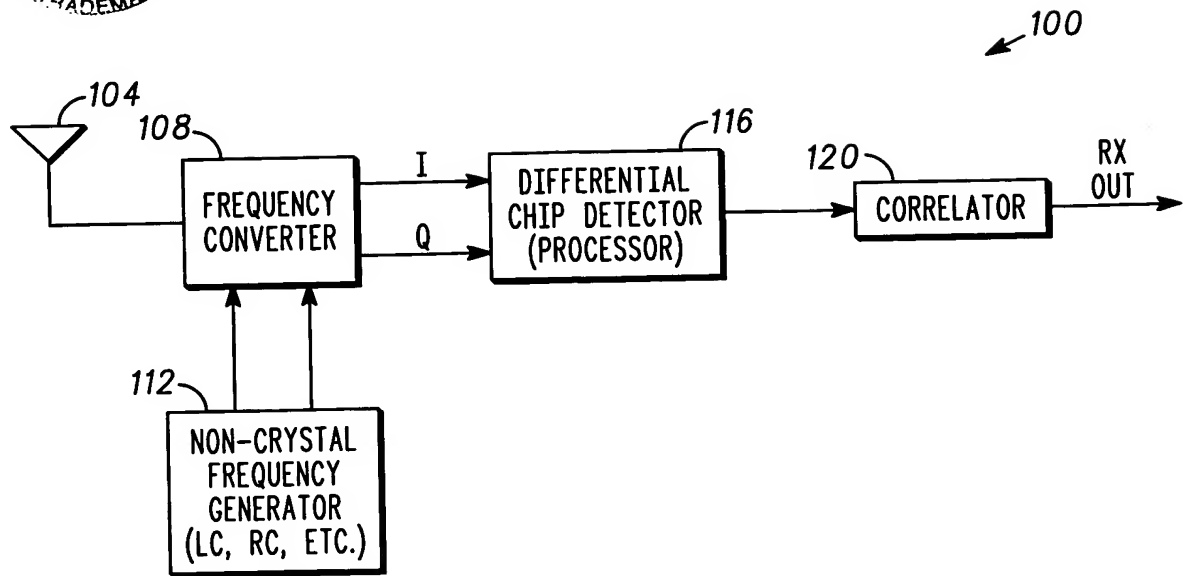 100
104
108
FREQUENCY
CONVERTER
I
Q
116
DIFFERENTIAL
CHIP DETECTOR
(PROCESSOR)
120
CORRELATOR
RX
OUT
112
NON-CRYSTAL
FREQUENCY
GENERATOR
(LC, RC, ETC.)